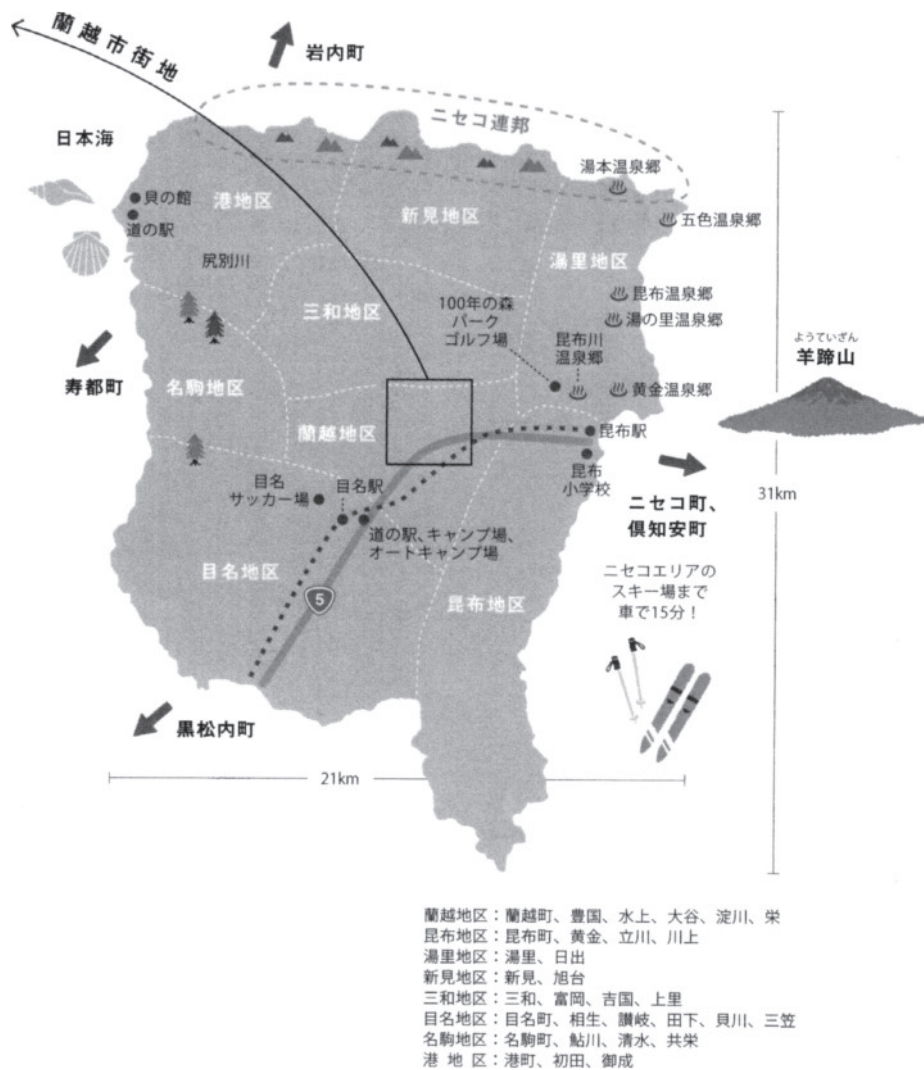 蘭越市街地
岩内町
ニセコ連邦
日本海
湯本温泉郷
貝の館
道の駅
港地区
新見地区
五色温泉郷
尻別川
湯里地区
三和地区
100年の森
パーク
ゴルフ場
昆布温泉郷
湯の里温泉郷
昆布川
温泉郷
ようていざん
羊蹄山
寿都町
名駒地区
黄金温泉郷
蘭越地区
昆布駅
昆布
小学校
目名
サッカー場
目名駅
ニセコ町、
倶知安町
31km
道の駅、キャンプ場、
オートキャンプ場
目名地区
5
昆布地区
ニセコエリアの
スキー場まで
車で15分！
黒松内町
21km
蘭越地区：蘭越町、豊国、水上、大谷、淀川、栄
昆布地区：昆布町、黄金、立川、川上
湯里地区：湯里、日出
新見地区：新見、旭台
三和地区：三和、富岡、吉国、上里
目名地区：目名町、相生、讃岐、田下、貝川、三笠
名駒地区：名駒町、鮎川、清水、共栄
港 地 区：港町、初田、御成